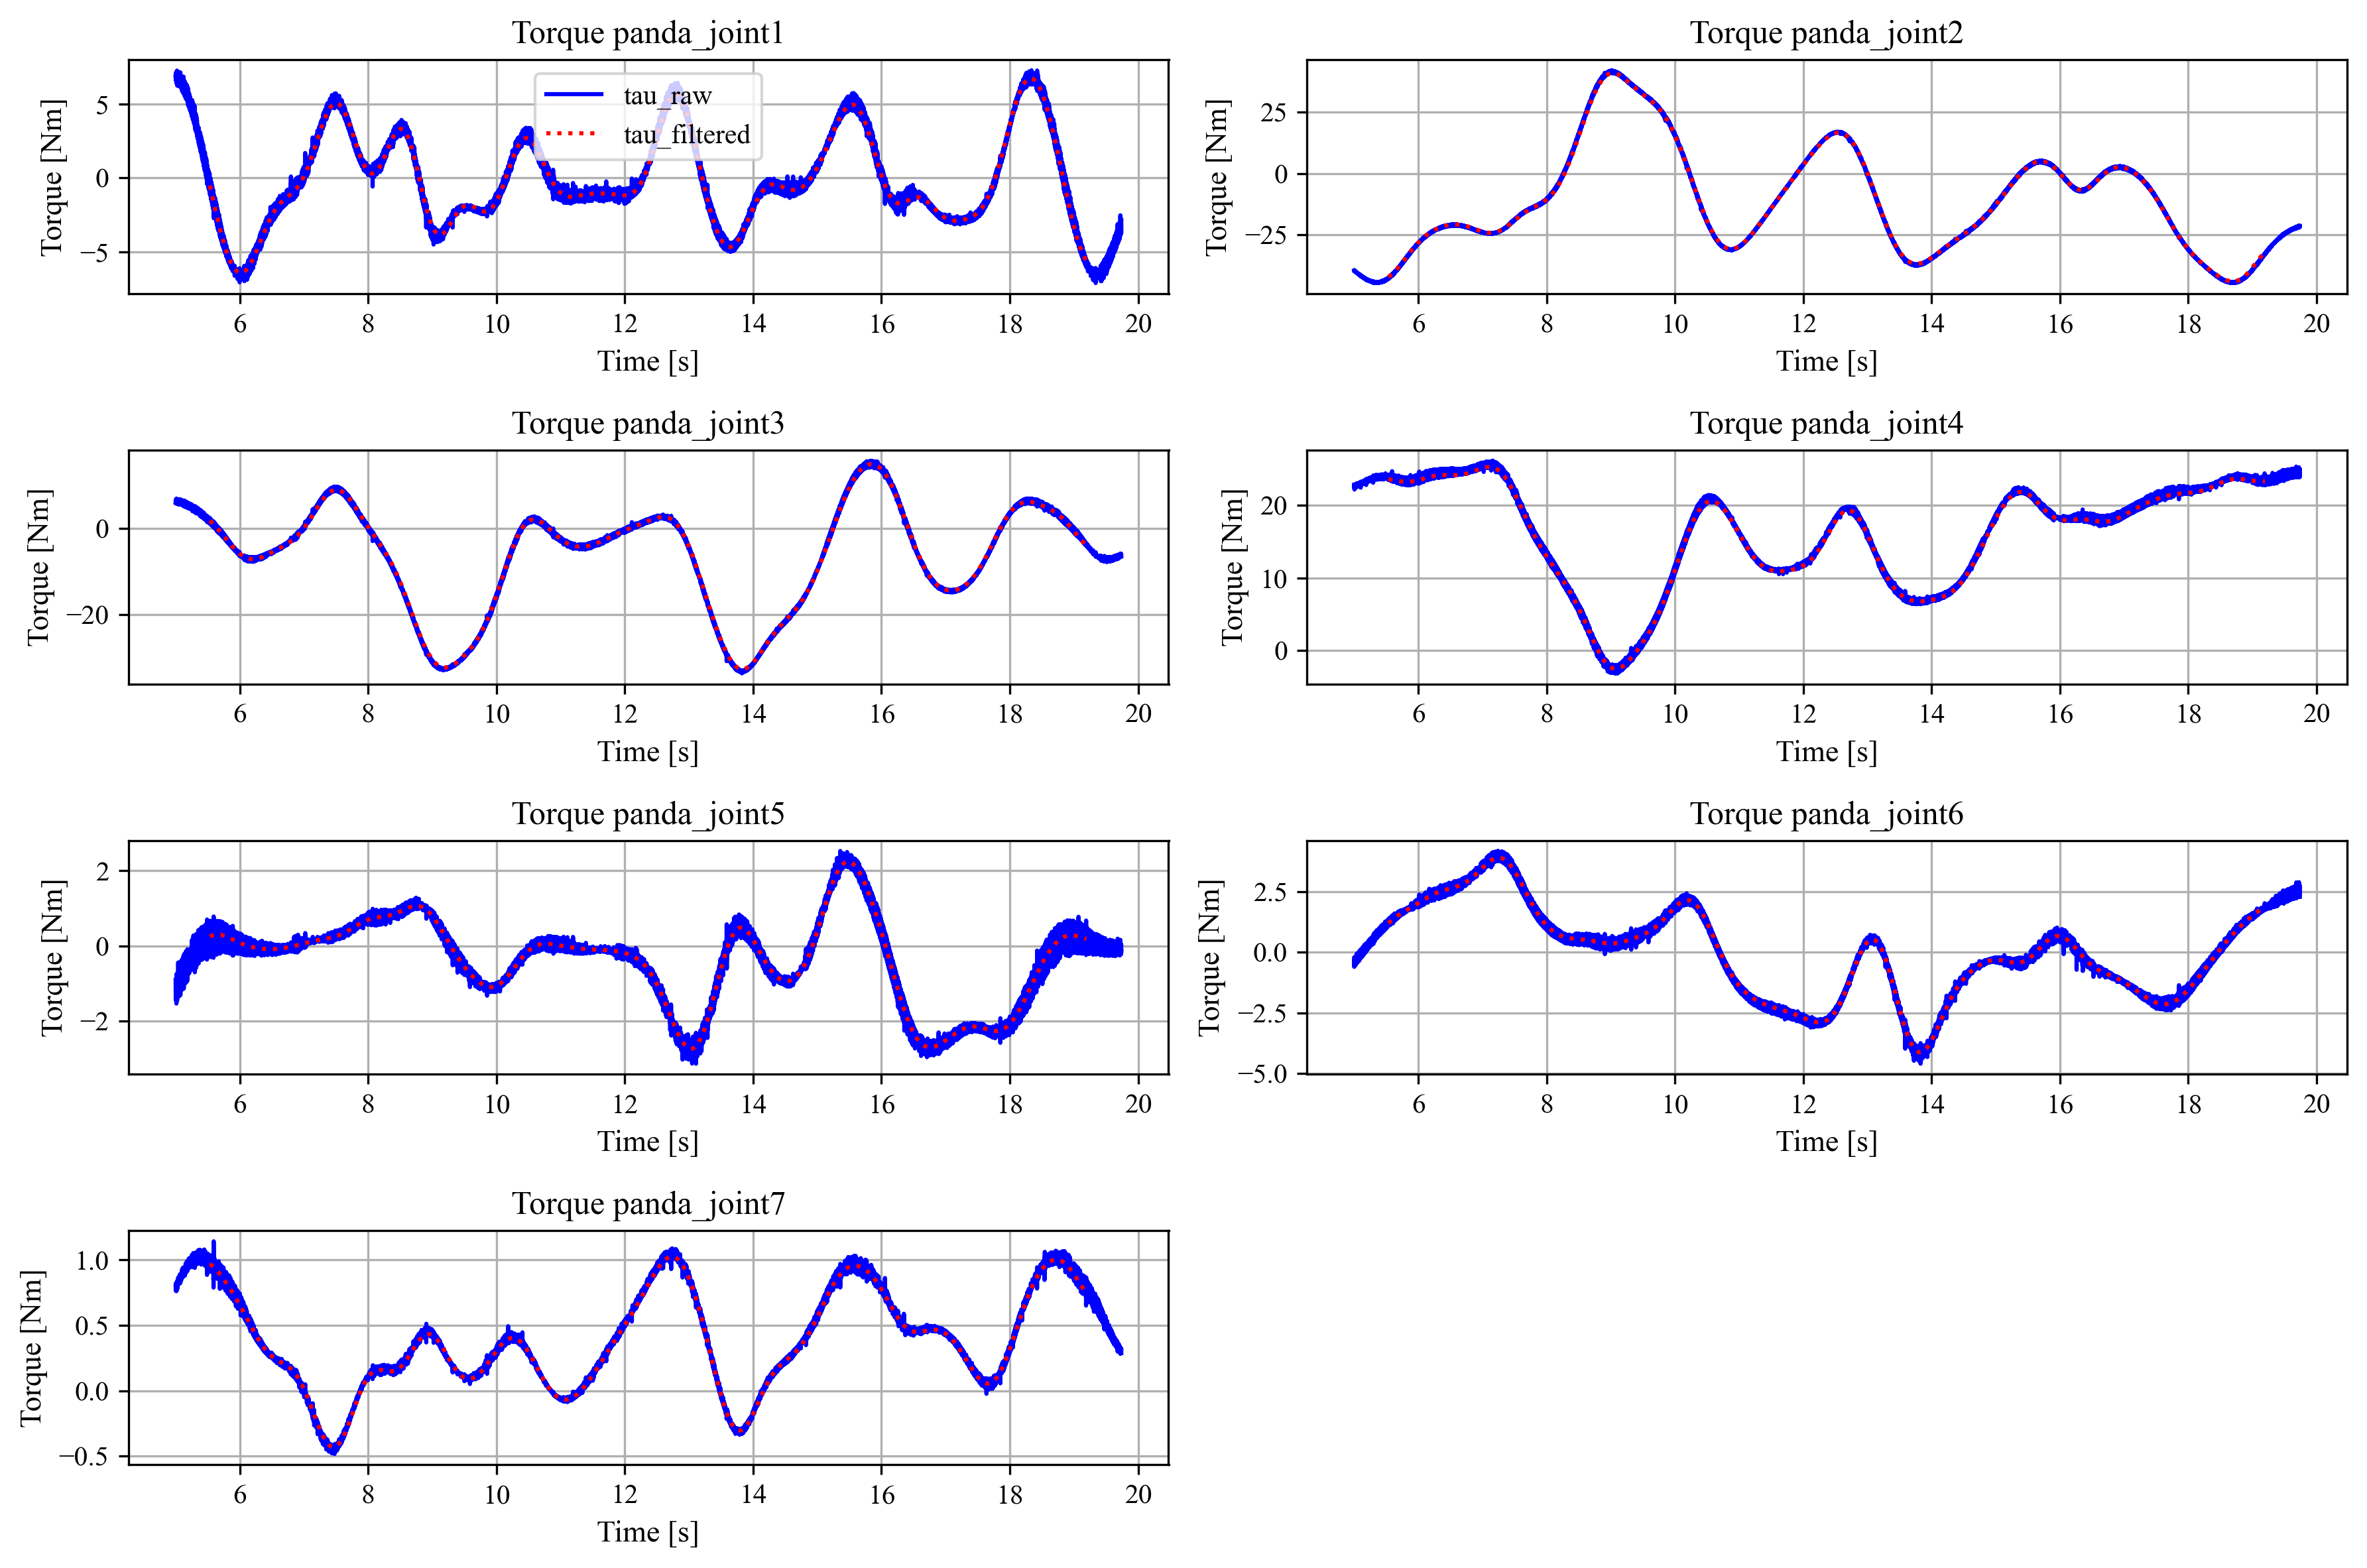 Torque panda_joint1
Torque [Nm]
5
0
−5
tau_raw
tau_filtered
6 8 10 12 14 16 18 20
Time [s]
Torque panda_joint2
Torque [Nm]
25
0
−25
6 8 10 12 14 16 18 20
Time [s]
Torque panda_joint3
Torque [Nm]
0
−20
6 8 10 12 14 16 18 20
Time [s]
Torque panda_joint4
Torque [Nm]
20
10
0
6 8 10 12 14 16 18 20
Time [s]
Torque panda_joint5
Torque [Nm]
2
0
−2
6 8 10 12 14 16 18 20
Time [s]
Torque panda_joint6
Torque [Nm]
2.5
0.0
−2.5
−5.0
6 8 10 12 14 16 18 20
Time [s]
Torque panda_joint7
Torque [Nm]
1.0
0.5
0.0
−0.5
6 8 10 12 14 16 18 20
Time [s]